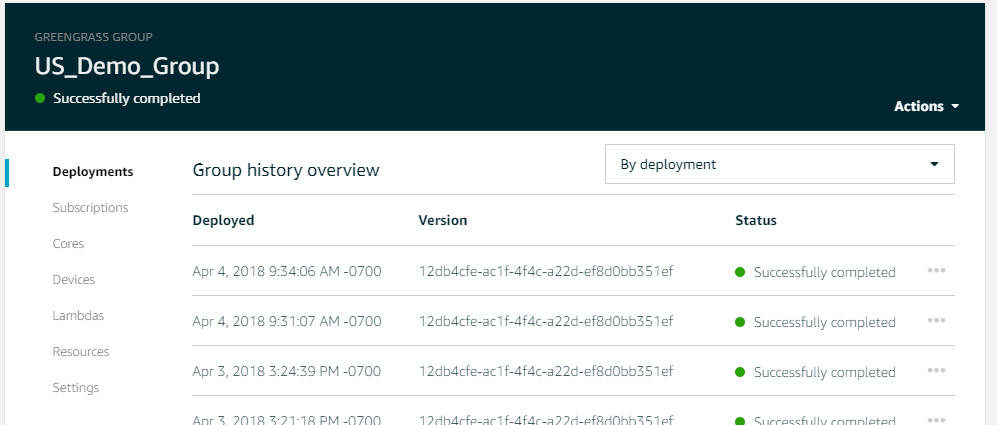 GREENGRASS GROUP
US_Demo_Group
Successfully completed
Actions
Deployments
Subscriptions
Cores
Devices
Lambdas
Resources
Settings
Group history overview
By deployment
Deployed Version Status
Apr 4, 2018 9:34:06 AM -0700 12db4cfe-ac1f-4f4c-a22d-ef8d0bb351ef Successfully completed
Apr 4, 2018 9:31:07 AM -0700 12db4cfe-ac1f-4f4c-a22d-ef8d0bb351ef Successfully completed
Apr 3, 2018 3:24:39 PM -0700 12db4cfe-ac1f-4f4c-a22d-ef8d0bb351ef Successfully completed
Apr 3, 2018 3:21:18 PM -0700 12db4cfe-ac1f-4f4c-a22d-ef8d0bb351ef Successfully completed